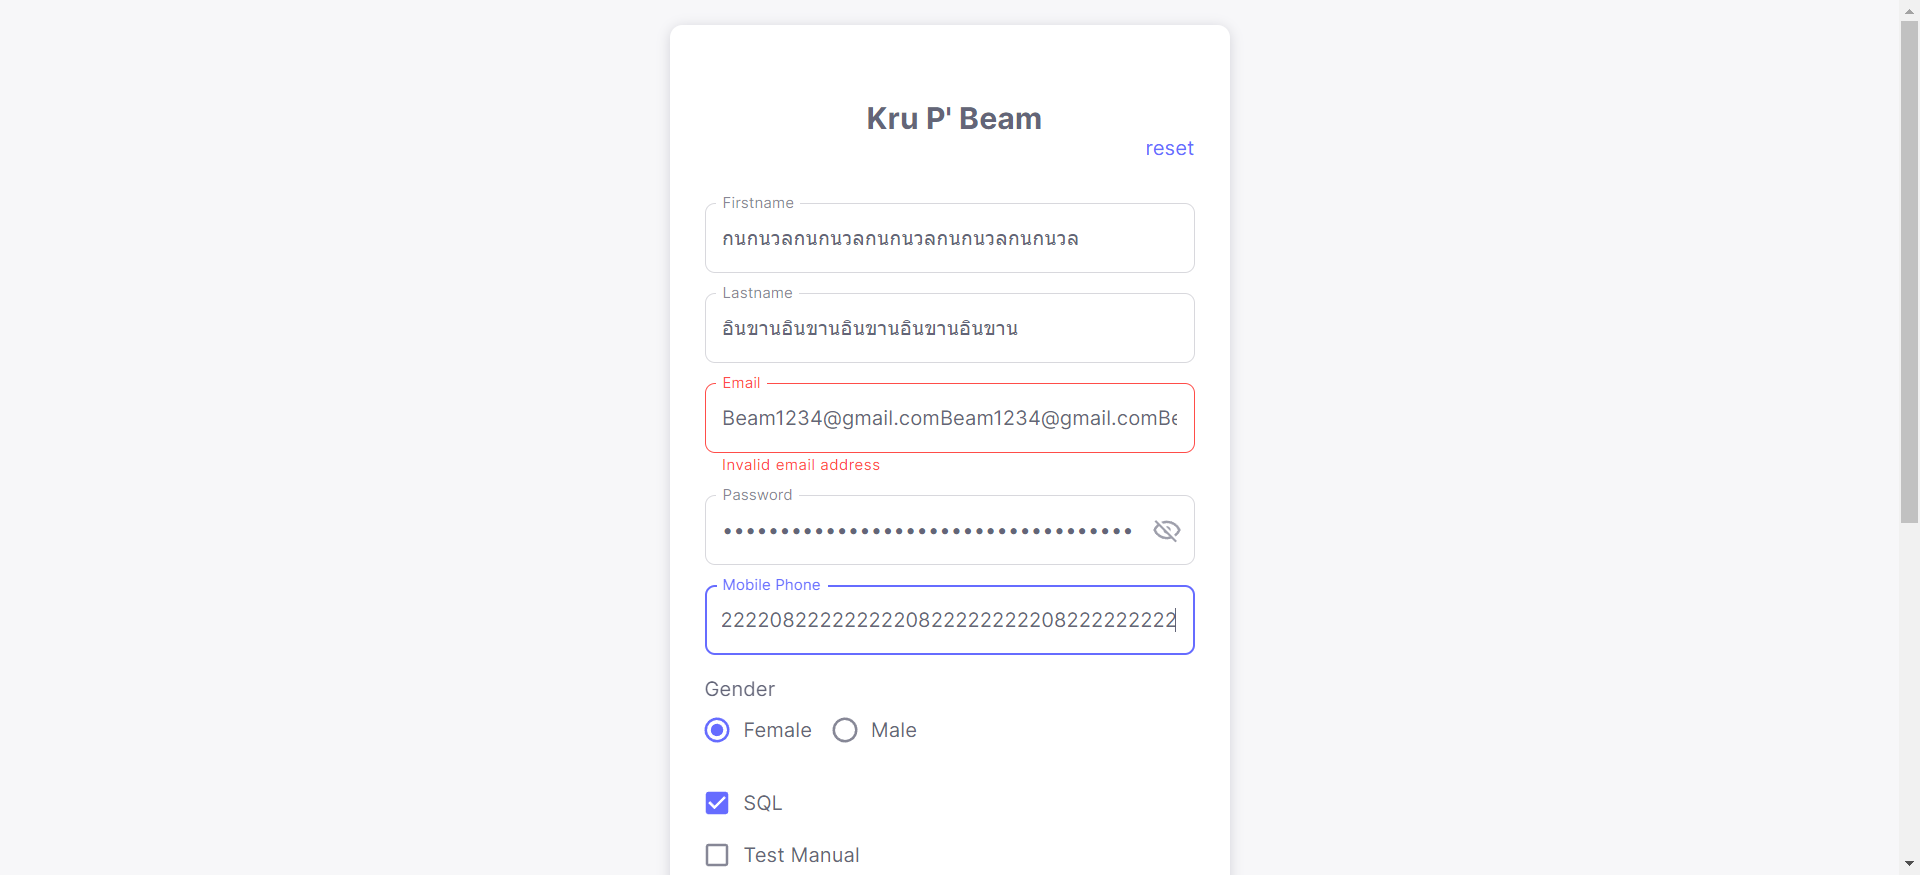 Kru P' Beam
reset
Firstname
กนกนวลกนกนวลกนกนวลกนกนวลกนกนวล
Lastname
อินขานอินขานอินขานอินขานอินขาน
Email
Beam1234@gmail.comBeam1234@gmail.comBe
Invalid email address
Password
Mobile Phone
2222082222222220822222222208222222222
Gender
Female
Male
SQL
Test Manual